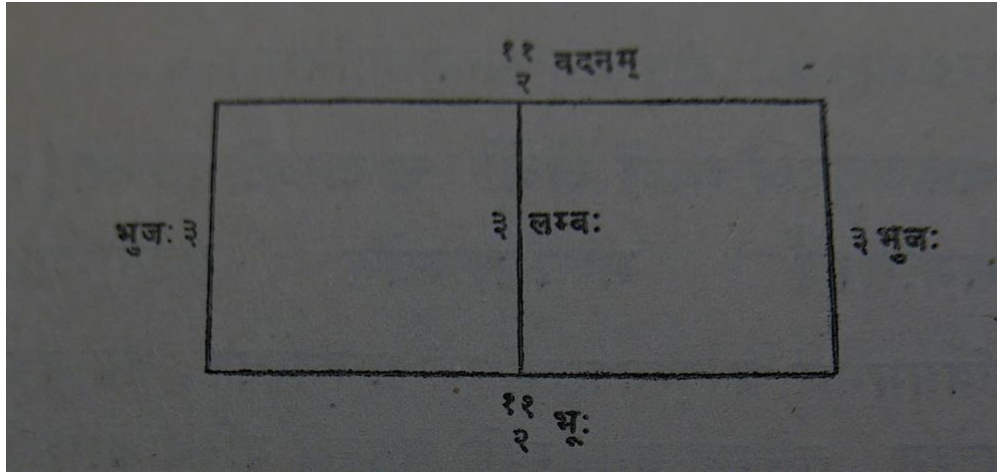 ११ वदनम्
२
भुजः ३
३ लम्बः
३ भुजः
११
२ भूः